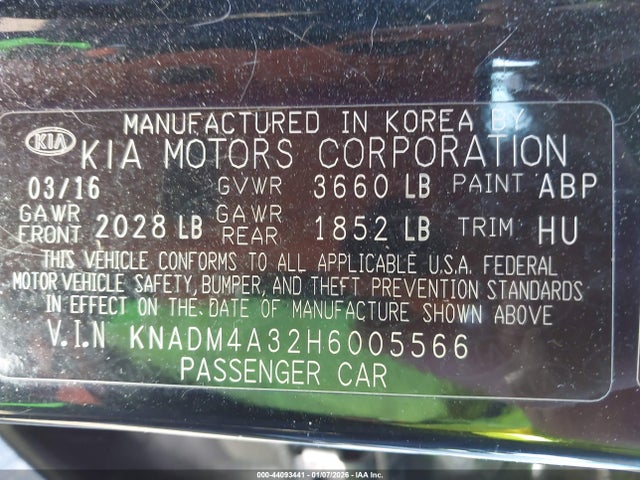 MANUFACTURED IN KOREA BY
KIA KIA MOTORS CORPORATION
03/16 GVWR 3660 LB PAINT ABP
GAWR FRONT 2028 LB GAWR REAR 1852 LB TRIM HU
THIS VEHICLE CONFORMS TO ALL APPLICABLE U.S.A. FEDERAL
MOTOR VEHICLE SAFETY, BUMPER, AND THEFT PREVENTION STANDARDS
IN EFFECT ON THE DATE OF MANUFACTURE SHOWN ABOVE
V.I.N KNADM4A32H6005566
PASSENGER CAR
000-44093441 - 01/07/2026 - © IAA Inc.